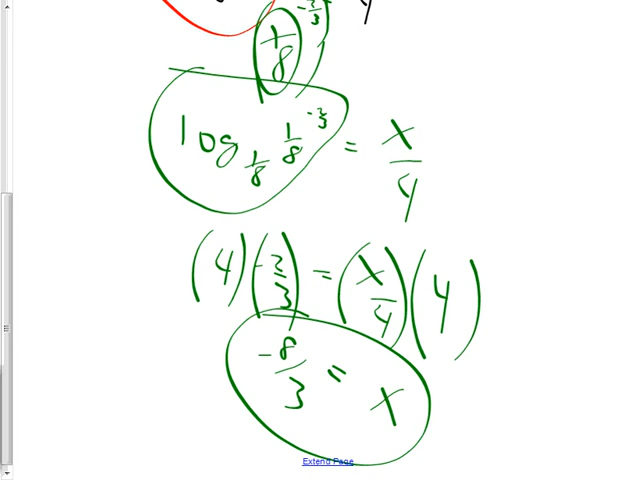 1/8^(-2/3) y
log_(1/8) 1/8^(-2/3) = x/4
(4)(-2/3) = (x/4)(4)
-8/3 = x
Extend Page